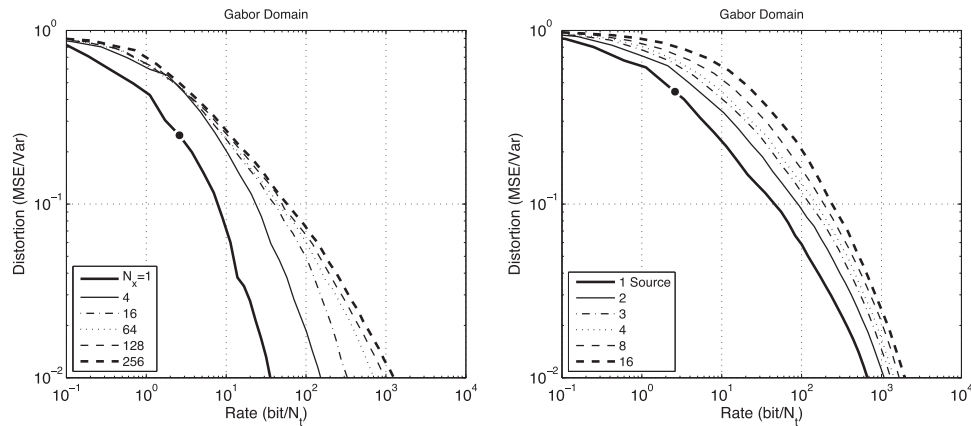 Gabor Domain
10^0
10^-1
10^-2
Distortion (MSE/Var)
N_x=1
4
16
64
128
256
10^-1 10^0 10^1 10^2 10^3 10^4
Rate (bit/N_t)
Gabor Domain
10^0
10^-1
10^-2
Distortion (MSE/Var)
1 Source
2
3
4
8
16
10^-1 10^0 10^1 10^2 10^3 10^4
Rate (bit/N_t)